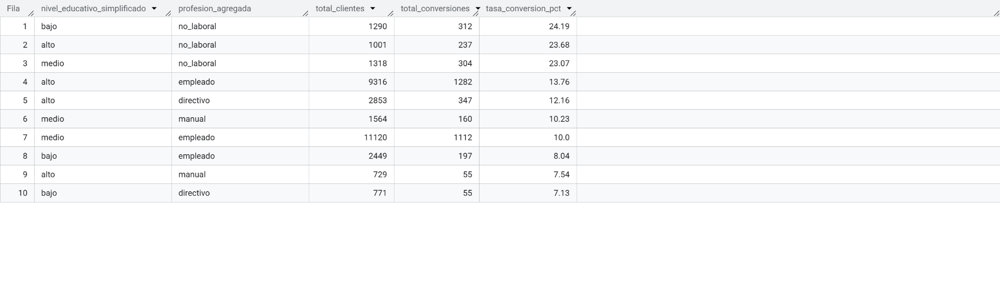 Fila nivel_educativo_simplificado profesion_agregada total_clientes total_conversiones tasa_conversion_pct
1 bajo no_laboral 1290 312 24.19
2 alto no_laboral 1001 237 23.68
3 medio no_laboral 1318 304 23.07
4 alto empleado 9316 1282 13.76
5 alto directivo 2853 347 12.16
6 medio manual 1564 160 10.23
7 medio empleado 11120 1112 10.0
8 bajo empleado 2449 197 8.04
9 alto manual 729 55 7.54
10 bajo directivo 771 55 7.13